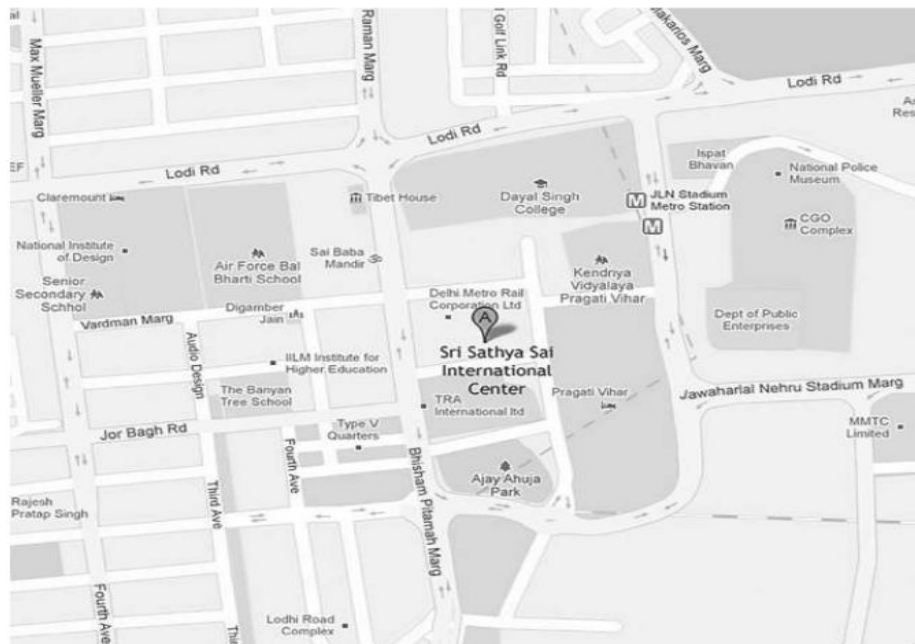 Max Mueller Marg
Raman Marg
Golf Link Rd
Makarios Marg
Lodi Rd
Lodi Rd
Lodi Rd
Claremount
Tibet House
Dayal Singh
College
Ispat
Bhavan
National Police
Museum
JLN Stadium
Metro Station
M
M
CGO
Complex
National Institute
of Design
Air Force Bal
Bharti School
Sai Baba
Mandir
Kendriya
Vidyalaya
Pragati Vihar
Senior
Secondary
Schhol
Digamber
Jain
Delhi Metro Rail
Corporation Ltd
A
Dept of Public
Enterprises
Vardman Marg
Audio Design
IILM Institute for
Higher Education
Sri Sathya Sai
International
Center
The Banyan
Tree School
TRA
International ltd
Pragati Vihar
Jawaharlal Nehru Stadium Marg
Jor Bagh Rd
Type V
Quarters
MMTC
Limited
Fourth Ave
Bhisham Pitamah Marg
Ajay Ahuja
Park
Rajesh
Pratap Singh
Third Ave
Fourth Ave
Lodhi Road
Complex